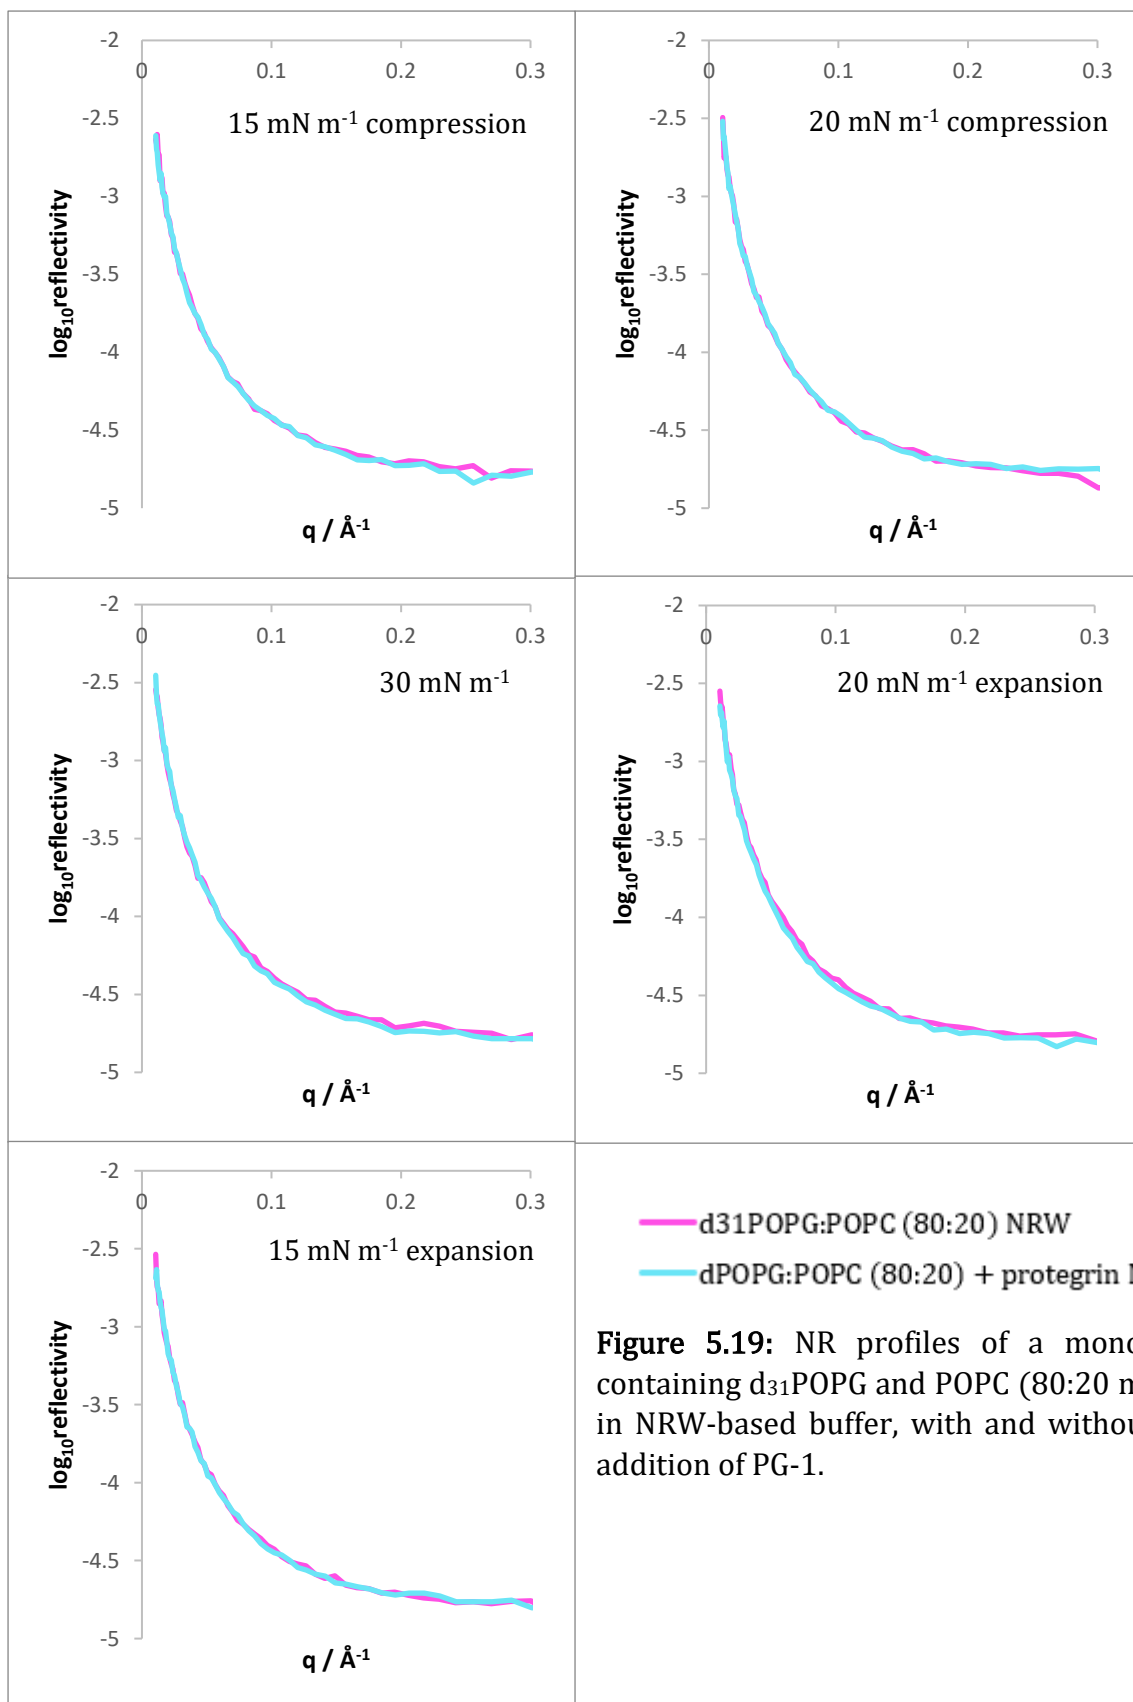 -2
0
0.1
0.2
0.3
15 mN m⁻¹ compression
-2.5
-3
-3.5
-4
-4.5
-5
log₁₀reflectivity
q / Å⁻¹
-2
0
0.1
0.2
0.3
20 mN m⁻¹ compression
-2.5
-3
-3.5
-4
-4.5
-5
log₁₀reflectivity
q / Å⁻¹
-2
0
0.1
0.2
0.3
30 mN m⁻¹
-2.5
-3
-3.5
-4
-4.5
-5
log₁₀reflectivity
q / Å⁻¹
-2
0
0.1
0.2
0.3
20 mN m⁻¹ expansion
-2.5
-3
-3.5
-4
-4.5
-5
log₁₀reflectivity
q / Å⁻¹
-2
0
0.1
0.2
0.3
15 mN m⁻¹ expansion
-2.5
-3
-3.5
-4
-4.5
-5
log₁₀reflectivity
q / Å⁻¹
d31POPG:POPC (80:20) NRW
dPOPG:POPC (80:20) + protegrin
Figure 5.19: NR profiles of a
containing d₃₁POPG and POPC (80:20
in NRW-based buffer, with and
addition of PG-1.